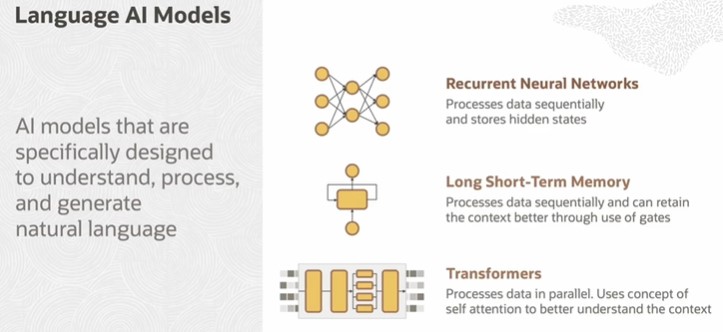 Language AI Models
AI models that are
specifically designed
to understand, process,
and generate
natural language
Recurrent Neural Networks
Processes data sequentially
and stores hidden states
Long Short-Term Memory
Processes data sequentially and can retain
the context better through use of gates
Transformers
Processes data in parallel. Uses concept of
self attention to better understand the context